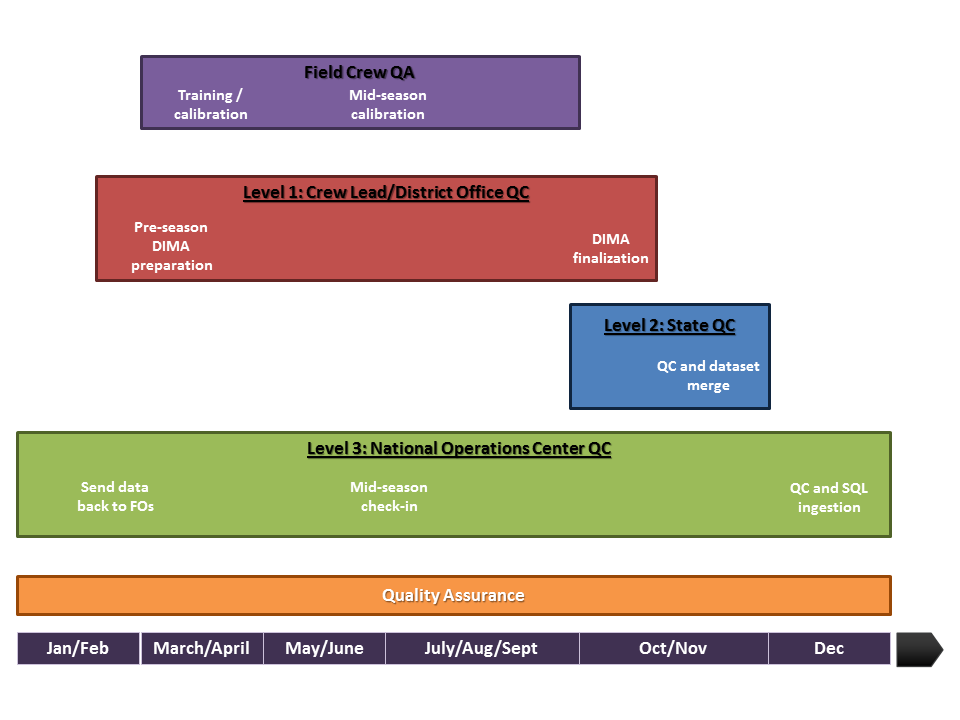 Field Crew QA
Training /
calibration
Mid-season
calibration
Level 1: Crew Lead/District Office QC
Pre-season
DIMA
preparation
DIMA
finalization
Level 2: State QC
QC and dataset
merge
Level 3: National Operations Center QC
Send data
back to FOs
Mid-season
check-in
QC and SQL
ingestion
Quality Assurance
Jan/Feb
March/April
May/June
July/Aug/Sept
Oct/Nov
Dec